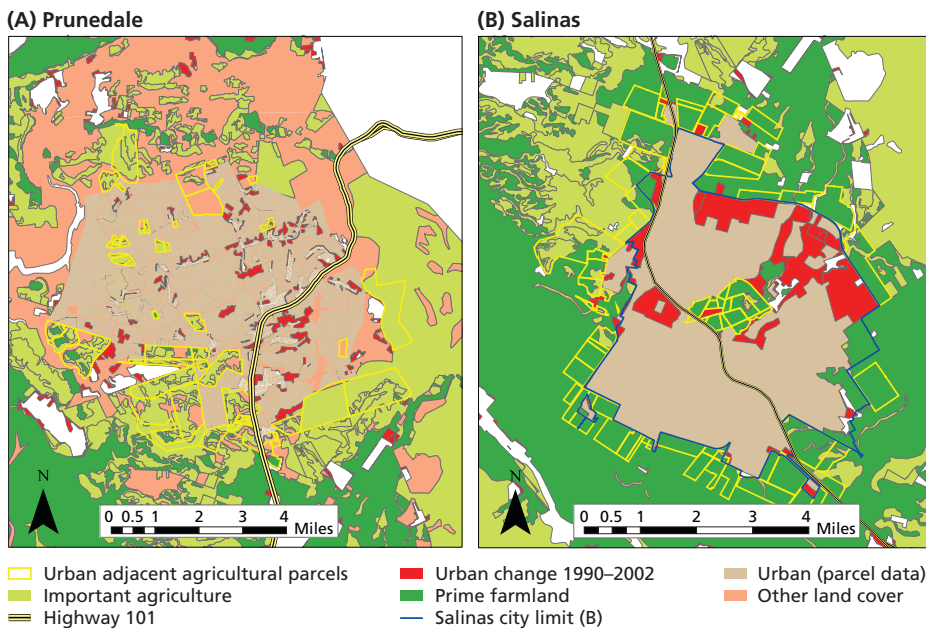 (A) Prunedale
(B) Salinas
N
0 0.5 1 2 3 4
Miles
N
0 0.5 1 2 3 4
Miles
Urban adjacent agricultural parcels
Urban change 1990–2002
Urban (parcel data)
Important agriculture
Prime farmland
Other land cover
Highway 101
Salinas city limit (B)